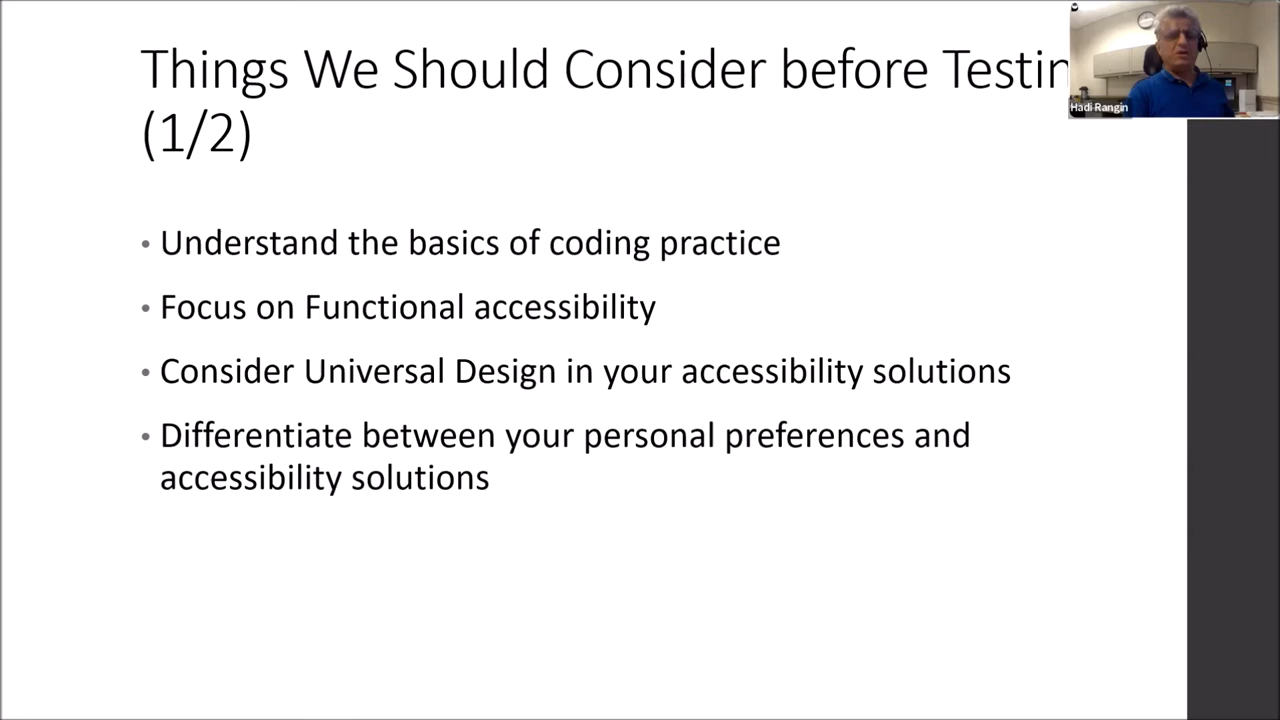 Things We Should Consider before Testin
(1/2)
Hadi Rangin
• Understand the basics of coding practice
• Focus on Functional accessibility
• Consider Universal Design in your accessibility solutions
• Differentiate between your personal preferences and
accessibility solutions